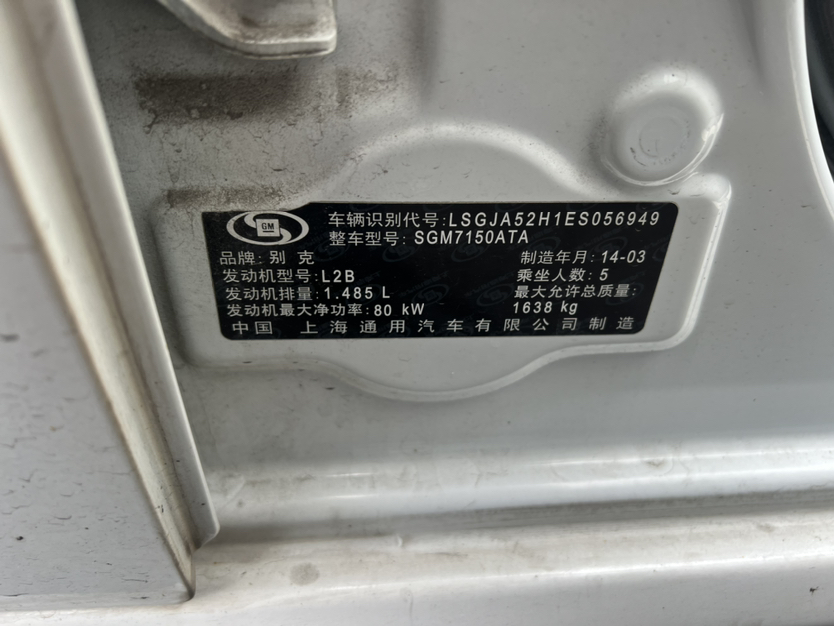 GM
车辆识别代号:LSGJA52H1ES056949
整车型号: SGM7150ATA
品牌: 别 克 制造年月: 14-03
发动机型号: L2B 乘坐人数: 5
发动机排量: 1.485 L 最大允许总质量:
发动机最大净功率: 80 kW 1638 kg
中国 上海通用汽车有限公司制造